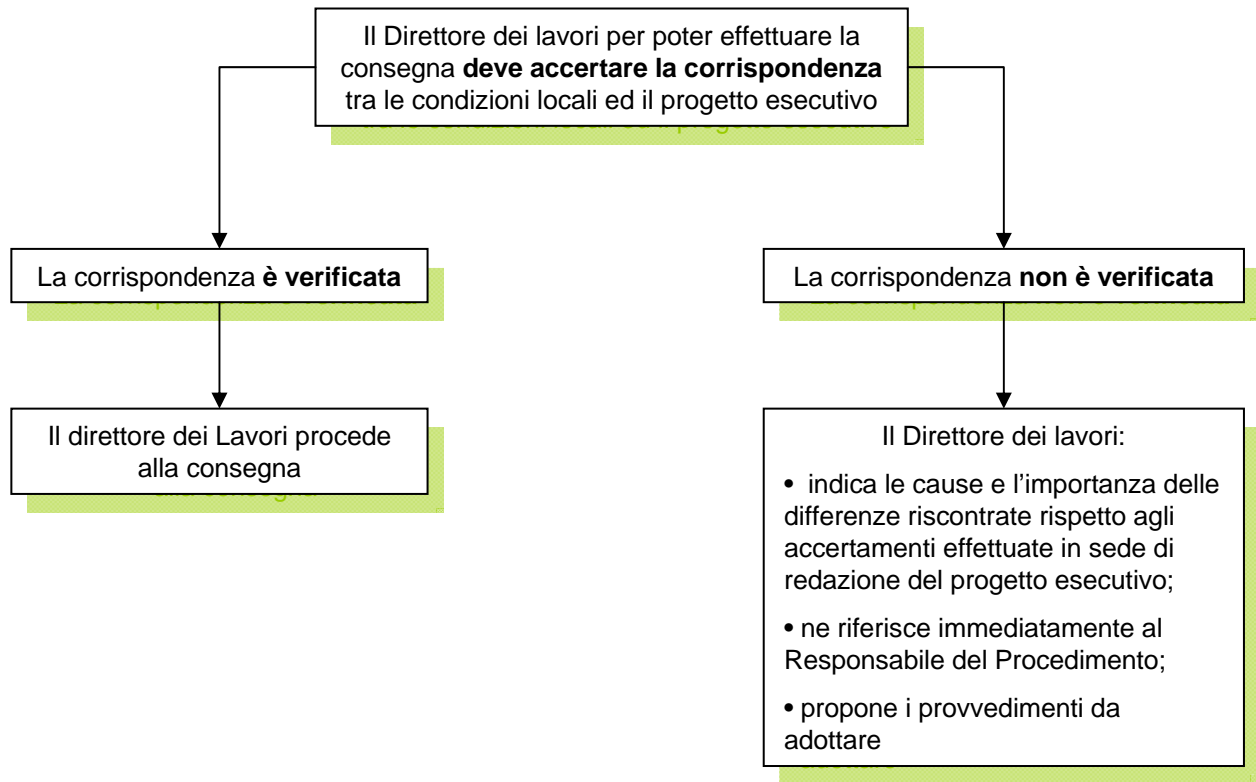 Il Direttore dei lavori per poter effettuare la
consegna deve accertare la corrispondenza
tra le condizioni locali ed il progetto esecutivo
La corrispondenza è verificata
La corrispondenza non è verificata
Il direttore dei Lavori procede
alla consegna
Il Direttore dei lavori:
• indica le cause e l’importanza delle
differenze riscontrate rispetto agli
accertamenti effettuate in sede di
redazione del progetto esecutivo;
• ne riferisce immediatamente al
Responsabile del Procedimento;
• propone i provvedimenti da
adottare